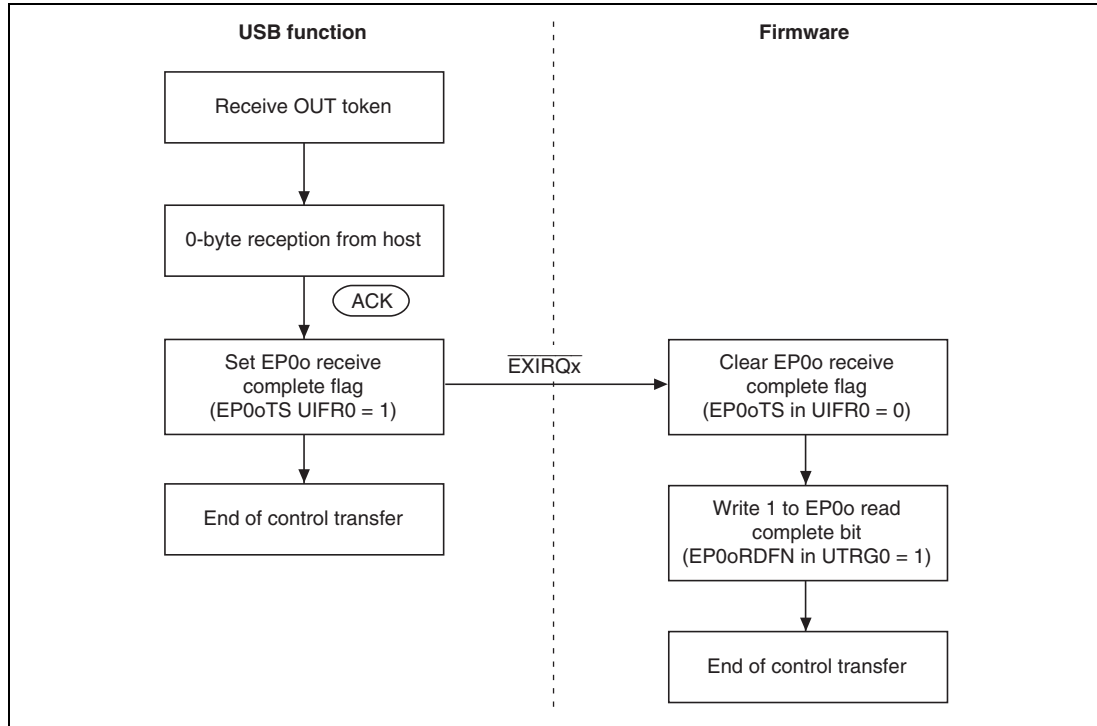 USB function
Firmware
Receive OUT token
0-byte reception from host
ACK
Set EP0o receive
complete flag
(EP0oTS UIFR0 = 1)
EXIRQx
Clear EP0o receive
complete flag
(EP0oTS in UIFR0 = 0)
End of control transfer
Write 1 to EP0o read
complete bit
(EP0oRDFN in UTRG0 = 1)
End of control transfer